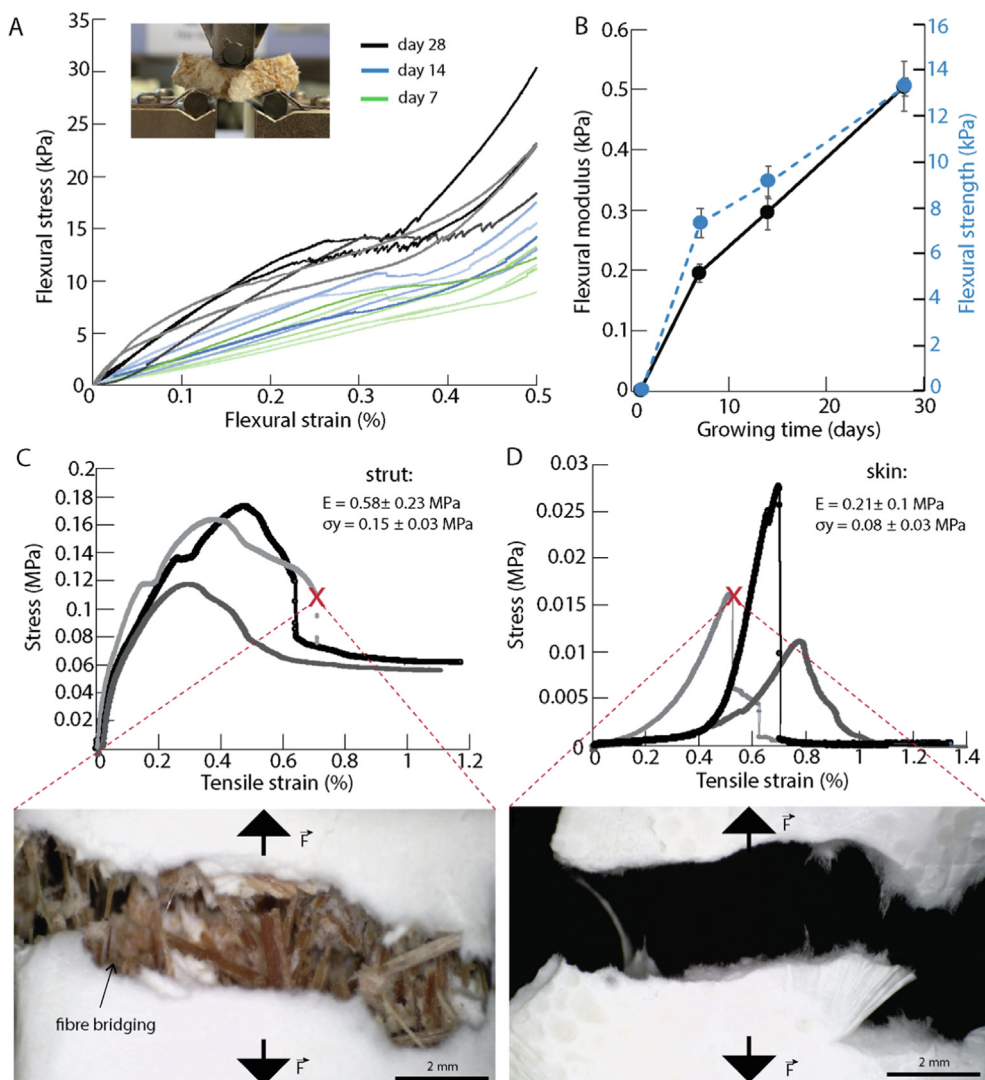 A
35
30
25
20
15
10
5
0
Flexural stress (kPa)
0
0.1
0.2
0.3
0.4
0.5
Flexural strain (%)
day 28
day 14
day 7
B
0.6
0.5
0.4
0.3
0.2
0.1
0
Flexural modulus (kPa)
16
14
12
10
8
6
4
2
0
Flexural strength (kPa)
0
10
20
30
Growing time (days)
C
0.2
0.18
0.16
0.14
0.12
0.1
0.08
0.06
0.04
0.02
0
Stress (MPa)
strut:
E = 0.58± 0.23 MPa
σy = 0.15 ± 0.03 MPa
X
0
0.2
0.4
0.6
0.8
1.0
1.2
Tensile strain (%)
D
0.03
0.025
0.02
0.015
0.01
0.005
0
Stress (MPa)
skin:
E = 0.21± 0.1 MPa
σy = 0.08 ± 0.03 MPa
X
0
0.2
0.4
0.6
0.8
1.0
1.2
1.4
Tensile strain (%)
F
fibre bridging
F
2 mm
F
F
2 mm